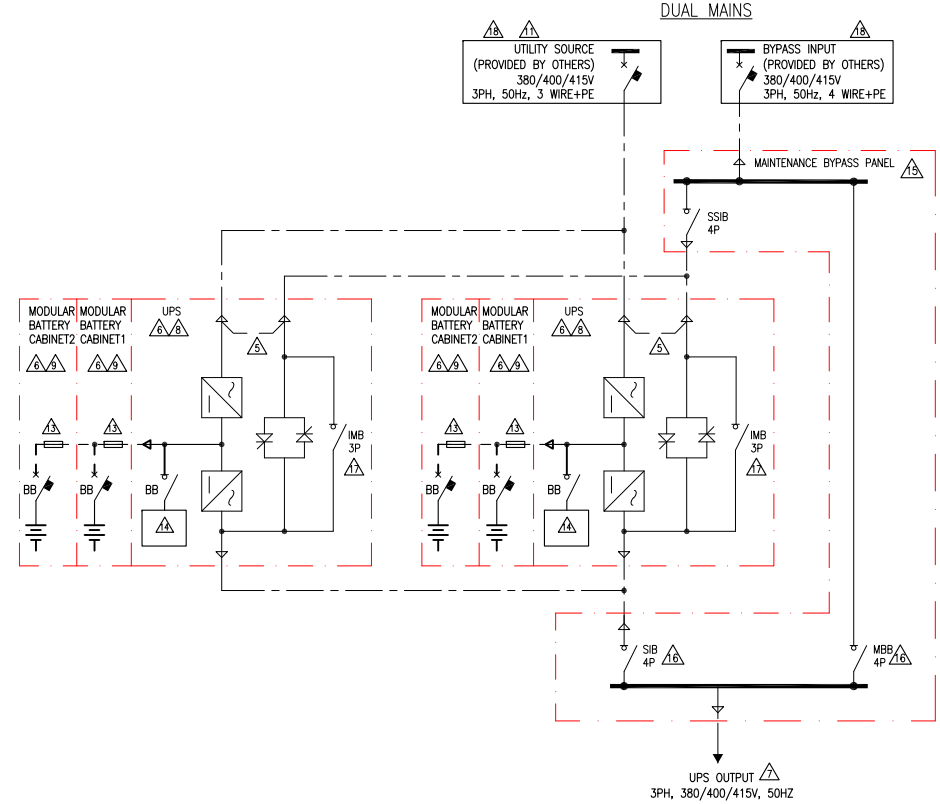 DUAL MAINS
18
11
UTILITY SOURCE
(PROVIDED BY OTHERS)
380/400/415V
3PH, 50Hz, 3 WIRE+PE
18
BYPASS INPUT
(PROVIDED BY OTHERS)
380/400/415V
3PH, 50Hz, 4 WIRE+PE
MAINTENANCE BYPASS PANEL
15
SSIB
4P
MODULAR
BATTERY
CABINET2
6
9
MODULAR
BATTERY
CABINET1
6
9
UPS
6
8
5
13
13
BB
BB
BB
14
IMB
3P
17
MODULAR
BATTERY
CABINET2
6
9
MODULAR
BATTERY
CABINET1
6
9
UPS
6
8
5
13
13
BB
BB
BB
14
IMB
3P
17
SIB
4P
16
MBB
4P
16
UPS OUTPUT
7
3PH, 380/400/415V, 50HZ